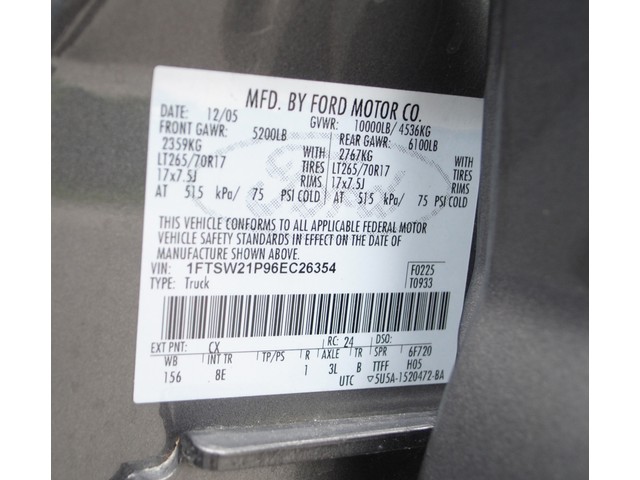 MFD. BY FORD MOTOR CO.
DATE: 12/05 GVWR: 10000LB/ 4536KG
FRONT GAWR: 5200LB REAR GAWR: 6100LB
2359KG 2767KG
LT265/70R17 TIRES LT265/70R17 TIRES
17x7.5J RIMS 17x7.5J RIMS
AT 515 kPa/ 75 PSI COLD AT 515 kPa/ 75 PSI COLD
THIS VEHICLE CONFORMS TO ALL APPLICABLE FEDERAL MOTOR
VEHICLE SAFETY STANDARDS IN EFFECT ON THE DATE OF
MANUFACTURE SHOWN ABOVE.
VIN: 1FTSW21P96EC26354 F0225
TYPE: Truck T0933
EXT PNT: CX RC: 24 DSO:
WB INT TR TP/PS R AXLE TR SPR 6F720
156 8E 1 3L B TTFF H05
UTC ▽5U5A-1520472-BA